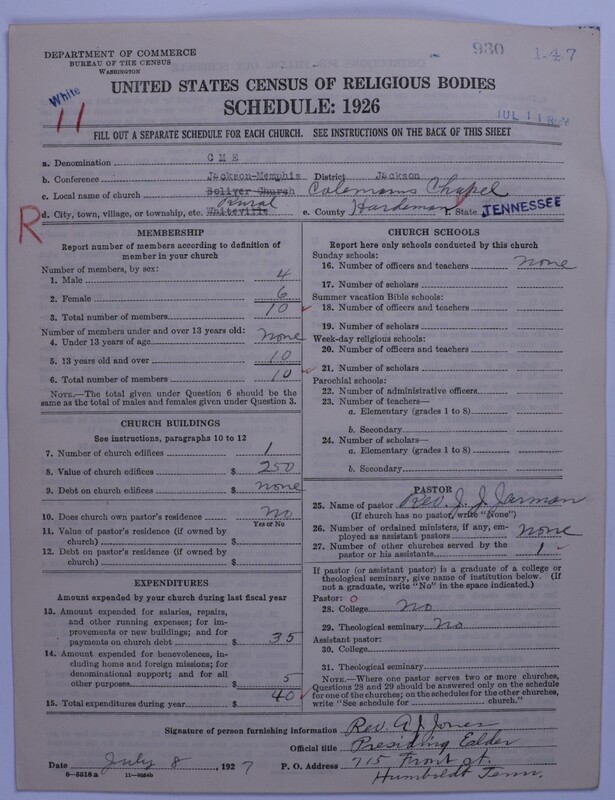 DEPARTMENT OF COMMERCE
BUREAU OF THE CENSUS
WASHINGTON
930
1-47
White
11
UNITED STATES CENSUS OF RELIGIOUS BODIES
SCHEDULE: 1926
JUL 11
FILL OUT A SEPARATE SCHEDULE FOR EACH CHURCH. SEE INSTRUCTIONS ON THE BACK OF THIS SHEET
a. Denomination C M E
b. Conference Jackson-Memphis District Jackson
c. Local name of church Boliver Church Colemans Chapel
Rural
d. City, town, village, or township, etc. Whiteville e. County Hardeman f. State TENNESSEE
R
MEMBERSHIP
Report number of members according to definition of
member in your church
Number of members, by sex:
1. Male 4
2. Female 6
3. Total number of members 10
Number of members under and over 13 years old:
4. Under 13 years of age None
5. 13 years old and over 10
6. Total number of members 10
NOTE.—The total given under Question 6 should be the
same as the total of males and females given under Question 3.
CHURCH BUILDINGS
See instructions, paragraphs 10 to 12
7. Number of church edifices 1
8. Value of church edifices $ 250
9. Debt on church edifices $ None
10. Does church own pastor's residence No
Yes or No
11. Value of pastor's residence (if owned by
church) $
12. Debt on pastor's residence (if owned by
church) $
EXPENDITURES
Amount expended by your church during last fiscal year
13. Amount expended for salaries, repairs,
and other running expenses; for im-
provements or new buildings; and for
payments on church debt $ 35
14. Amount expended for benevolences, in-
cluding home and foreign missions; for
denominational support; and for all
other purposes $ 5
15. Total expenditures during year $ 40
CHURCH SCHOOLS
Report here only schools conducted by this church
Sunday schools:
16. Number of officers and teachers None
17. Number of scholars
Summer vacation Bible schools:
18. Number of officers and teachers
19. Number of scholars
Week-day religious schools:
20. Number of officers and teachers
21. Number of scholars
Parochial schools:
22. Number of administrative officers
23. Number of teachers—
a. Elementary (grades 1 to 8)
b. Secondary
24. Number of scholars—
a. Elementary (grades 1 to 8)
b. Secondary
PASTOR
25. Name of pastor Rev. J. J. Jarman
(If church has no pastor, write "None")
26. Number of ordained ministers, if any, em-
ployed as assistant pastors None
27. Number of other churches served by the
pastor or his assistants 1
If pastor (or assistant pastor) is a graduate of a college or
theological seminary, give name of institution below. (If
not a graduate, write "No" in the space indicated.)
Pastor: 0
28. College No
29. Theological seminary No
Assistant pastor:
30. College
31. Theological seminary
NOTE.—Where one pastor serves two or more churches,
Questions 28 and 29 should be answered only on the schedule
for one of the churches; on the schedules for the other churches,
write "See schedule for church."
Signature of person furnishing information Rev. A J Jones
Official title Presiding Ealder
Date July 8, 1927 P. O. Address 715 Front st.
Humboldt Tenn.
8-5318a 11-9054b